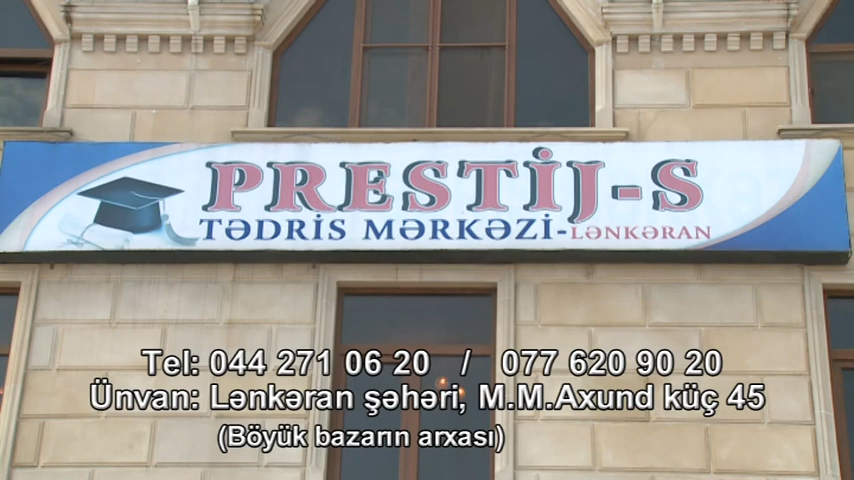 PRESTİJ-S
TƏDRİS MƏRKƏZİ-LƏNKƏRAN
Tel: 044 271 06 20 / 077 620 90 20
Ünvan: Lənkəran şəhəri, M.M.Axund küç 45
(Böyük bazarın arxası)